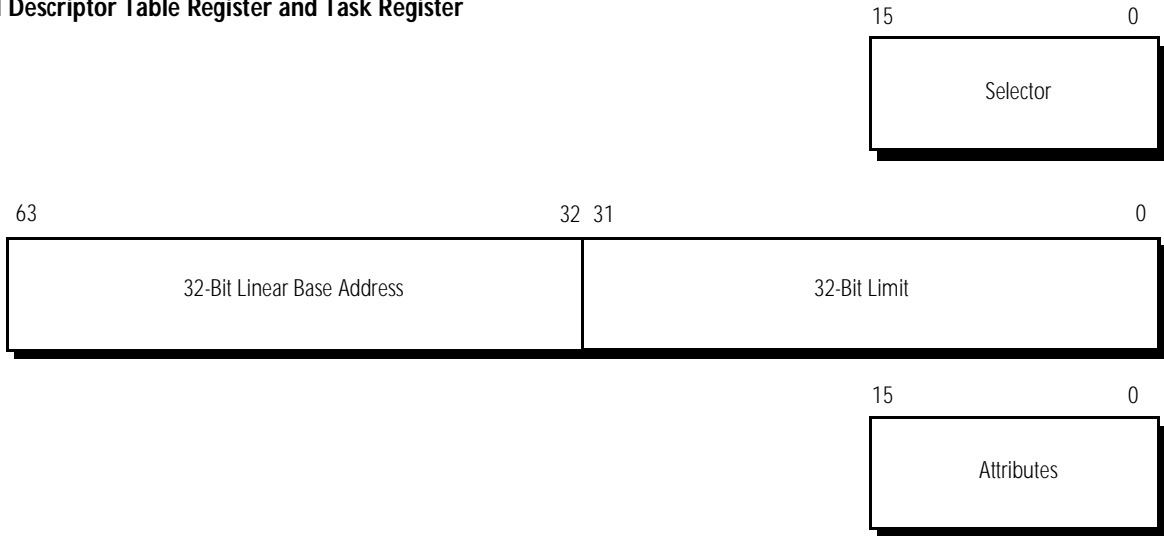 Descriptor Table Register and Task Register
15 0
Selector
63 32 31 0
32-Bit Linear Base Address 32-Bit Limit
15 0
Attributes